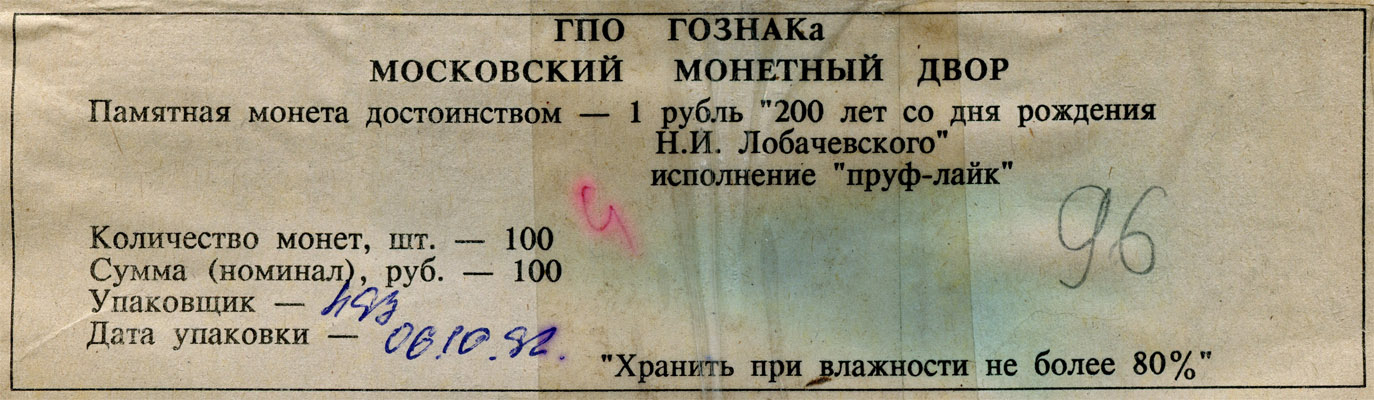 ГПО ГОЗНАКа
МОСКОВСКИЙ МОНЕТНЫЙ ДВОР
Памятная монета достоинством — 1 рубль "200 лет со дня рождения
Н.И. Лобачевского"
исполнение "пруф-лайк"
96
Количество монет, шт. — 100
Сумма (номинал), руб. — 100
Упаковщик —
Дата упаковки — 06.10.92.
"Хранить при влажности не более 80%"